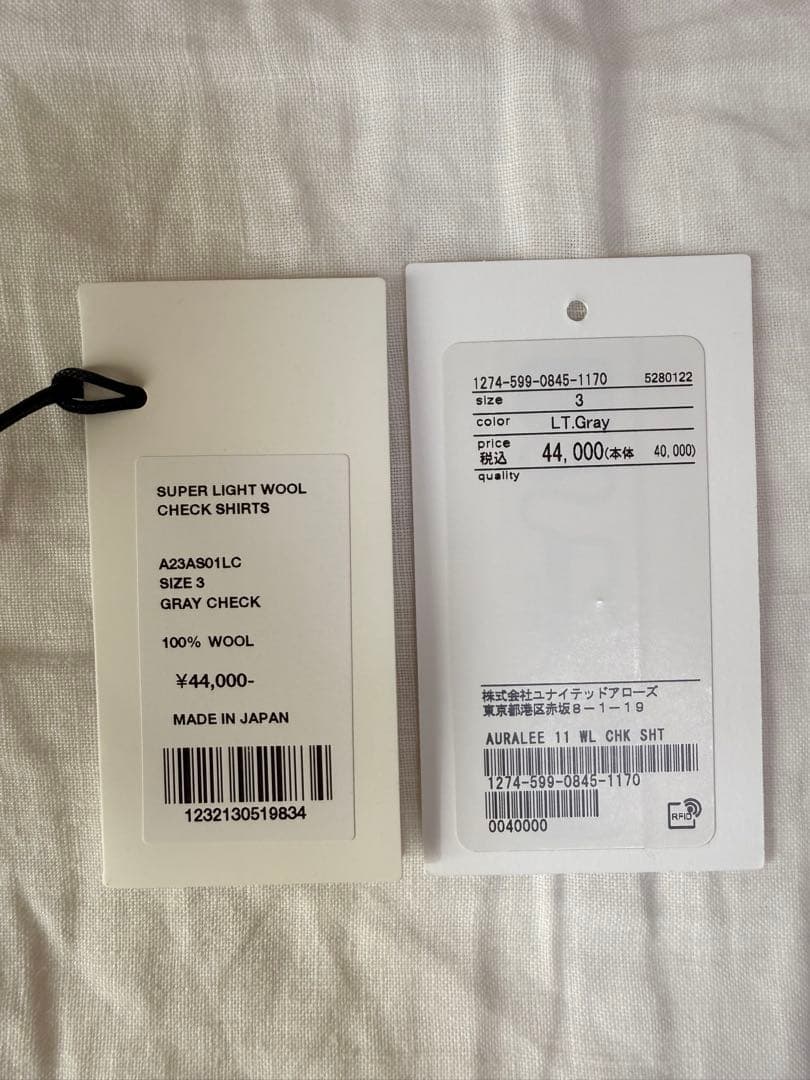 SUPER LIGHT WOOL
CHECK SHIRTS
A23AS01LC
SIZE 3
GRAY CHECK
100% WOOL
¥44,000-
MADE IN JAPAN
1232130519834
1274-599-0845-1170 5280122
size 3
color LT.Gray
price
税込 44,000(本体 40,000)
quality
株式会社ユナイテッドアローズ
東京都港区赤坂8-1-19
AURALEE 11 WL CHK SHT
1274-599-0845-1170
0040000
RFID